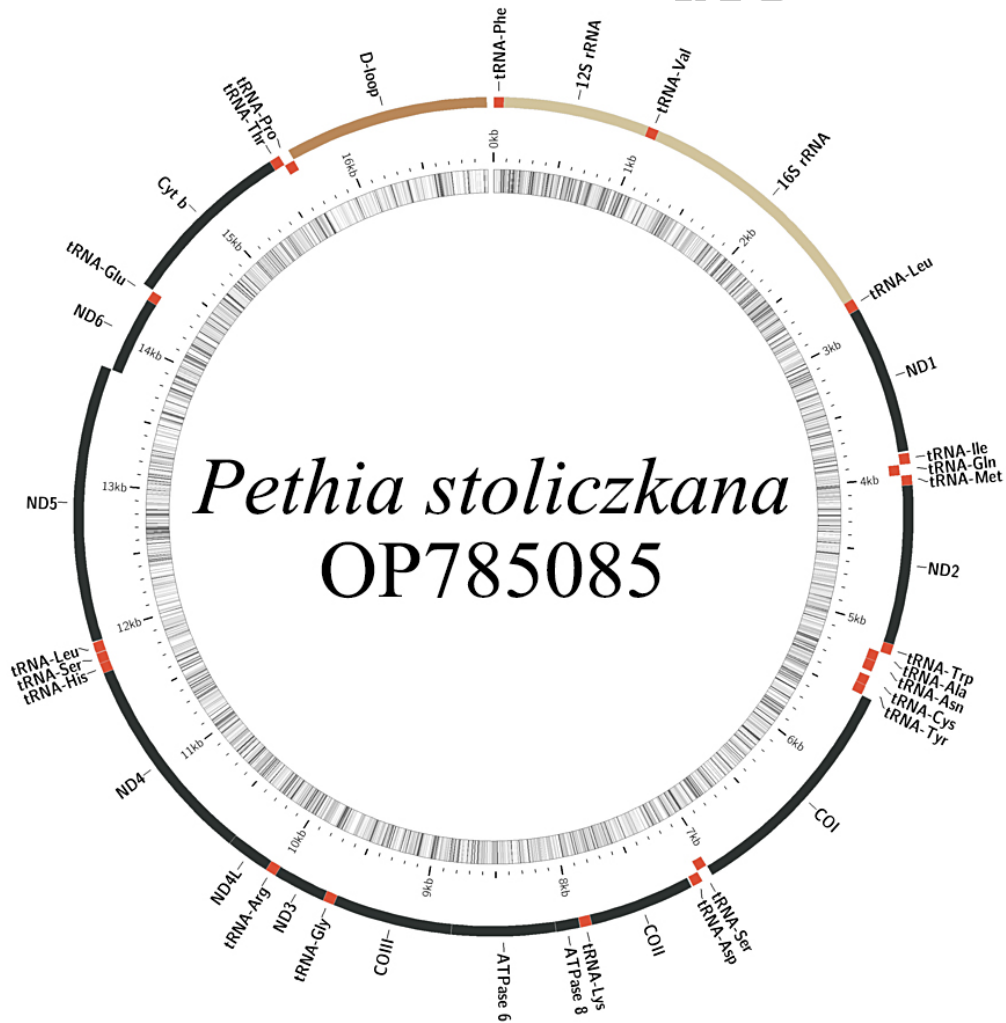 tRNA-Phe
12S rRNA
tRNA-Val
16S rRNA
tRNA-Leu
ND1
tRNA-Ile
tRNA-Gln
tRNA-Met
ND2
tRNA-Trp
tRNA-Ala
tRNA-Asn
tRNA-Cys
tRNA-Tyr
COI
tRNA-Ser
tRNA-Asp
COII
tRNA-Lys
ATPase 8
ATPase 6
COIII
tRNA-Gly
ND3
tRNA-Arg
ND4L
ND4
tRNA-His
tRNA-Ser
tRNA-Leu
ND5
ND6
tRNA-Glu
Cyt b
tRNA-Thr
tRNA-Pro
D-loop
0kb
1kb
2kb
3kb
4kb
5kb
6kb
7kb
8kb
9kb
10kb
11kb
12kb
13kb
14kb
15kb
16kb
Pethia stoliczkana
OP785085